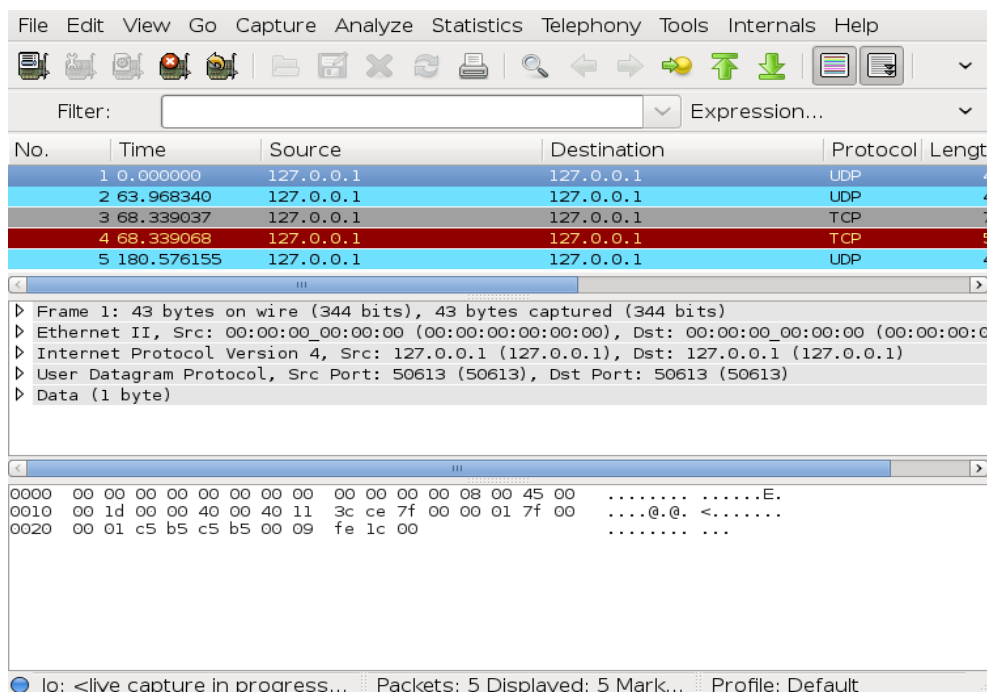 File Edit View Go Capture Analyze Statistics Telephony Tools Internals Help
Filter: Expression...
No. Time Source Destination Protocol Lengt
1 0.000000 127.0.0.1 127.0.0.1 UDP 4
2 63.968340 127.0.0.1 127.0.0.1 UDP 4
3 68.339037 127.0.0.1 127.0.0.1 TCP 7
4 68.339068 127.0.0.1 127.0.0.1 TCP 5
5 180.576155 127.0.0.1 127.0.0.1 UDP 4
Frame 1: 43 bytes on wire (344 bits), 43 bytes captured (344 bits)
Ethernet II, Src: 00:00:00_00:00:00 (00:00:00:00:00:00), Dst: 00:00:00_00:00:00 (00:00:00:0
Internet Protocol Version 4, Src: 127.0.0.1 (127.0.0.1), Dst: 127.0.0.1 (127.0.0.1)
User Datagram Protocol, Src Port: 50613 (50613), Dst Port: 50613 (50613)
Data (1 byte)
0000 00 00 00 00 00 00 00 00 00 00 00 00 08 00 45 00 ........ ......E.
0010 00 1d 00 00 40 00 40 11 3c ce 7f 00 00 01 7f 00 ....@.@. <.......
0020 00 01 c5 b5 c5 b5 00 09 fe 1c 00 ........ ...
lo: <live capture in progress... Packets: 5 Displayed: 5 Mark... Profile: Default